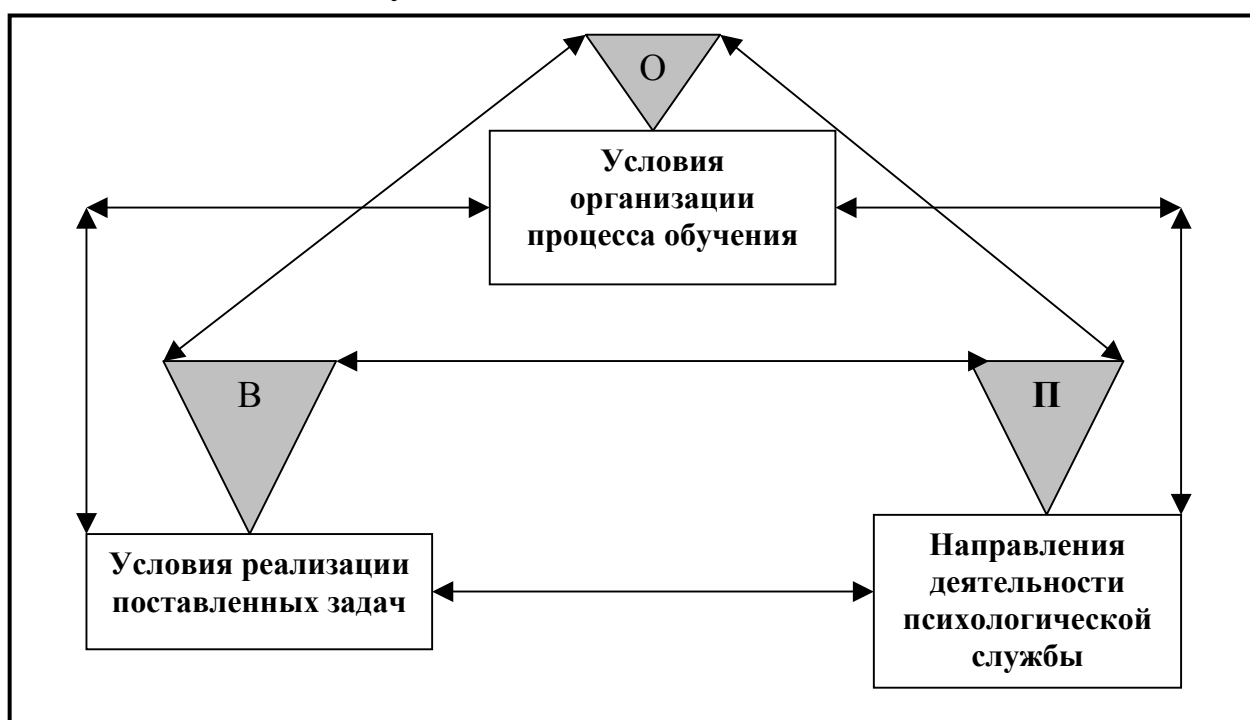 О
Условия
организации
процесса обучения
В
П
Условия реализации
поставленных задач
Направления
деятельности
психологической
службы